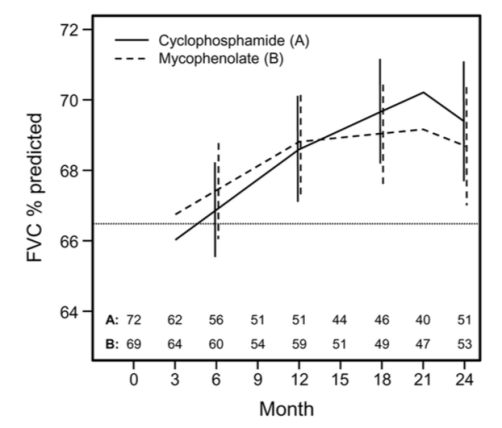 72
Cyclophosphamide (A)
Mycophenolate (B)
70
68
66
64
FVC % predicted
A: 72 62 56 51 51 44 46 40 51
B: 69 64 60 54 59 51 49 47 53
0 3 6 9 12 15 18 21 24
Month